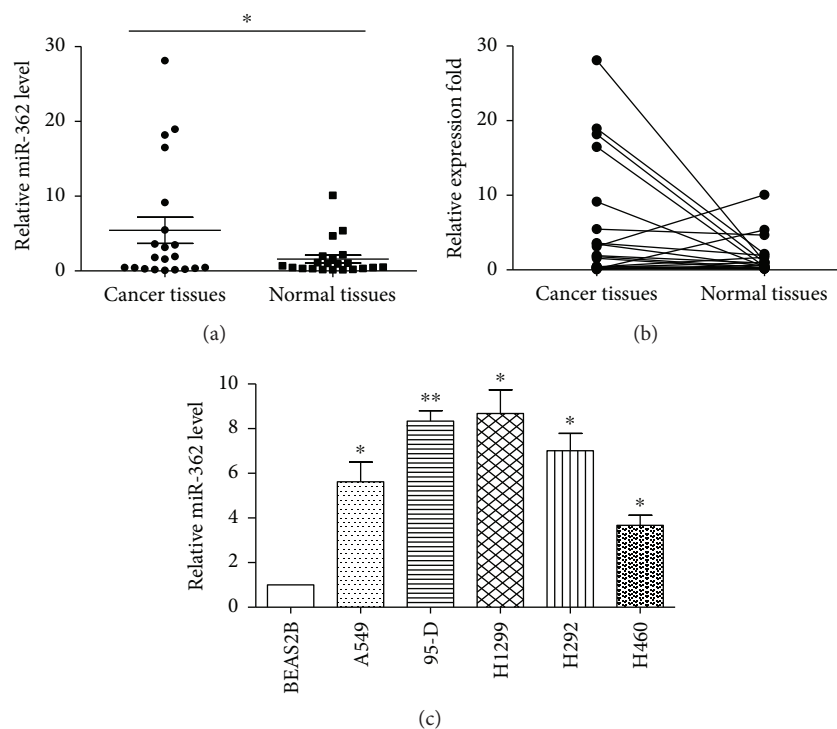 *
30
20
10
0
Relative miR-362 level
Cancer tissues
Normal tissues
(a)
30
20
10
0
Relative expression fold
Cancer tissues
Normal tissues
(b)
10
8
6
4
2
0
Relative miR-362 level
*
**
*
*
*
BEAS2B
A549
95-D
H1299
H292
H460
(c)